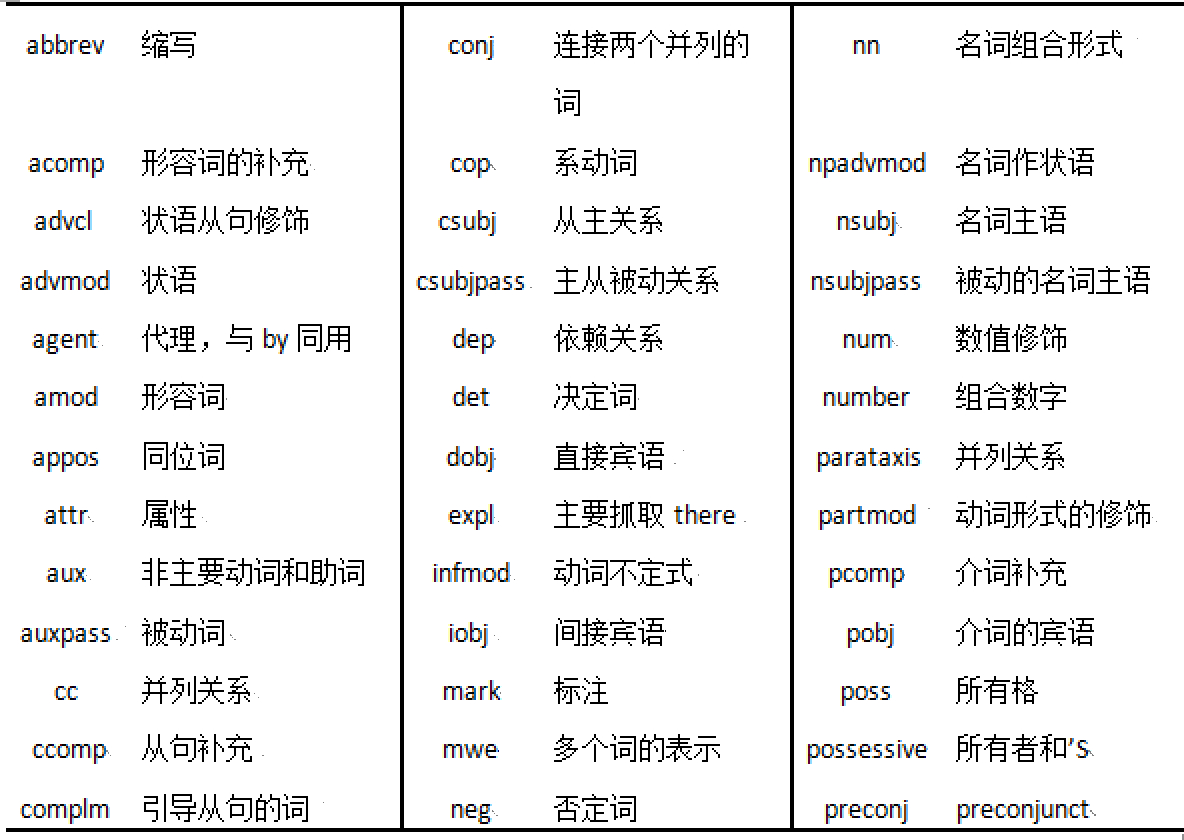 abbrev 缩写 conj 连接两个并列的 nn 名词组合形式
词
acomp 形容词的补充 cop 系动词 npadvmod 名词作状语
advcl 状语从句修饰 csubj 从主关系 nsubj 名词主语
advmod 状语 csubjpass 主从被动关系 nsubjpass 被动的名词主语
agent 代理，与 by 同用 dep 依赖关系 num 数值修饰
amod 形容词 det 决定词 number 组合数字
appos 同位词 dobj 直接宾语 parataxis 并列关系
attr 属性 expl 主要抓取 there partmod 动词形式的修饰
aux 非主要动词和助词 infmod 动词不定式 pcomp 介词补充
auxpass 被动词 iobj 间接宾语 pobj 介词的宾语
cc 并列关系 mark 标注 poss 所有格
ccomp 从句补充 mwe 多个词的表示 possessive 所有者和’S
complm 引导从句的词 neg 否定词 preconj preconjunct